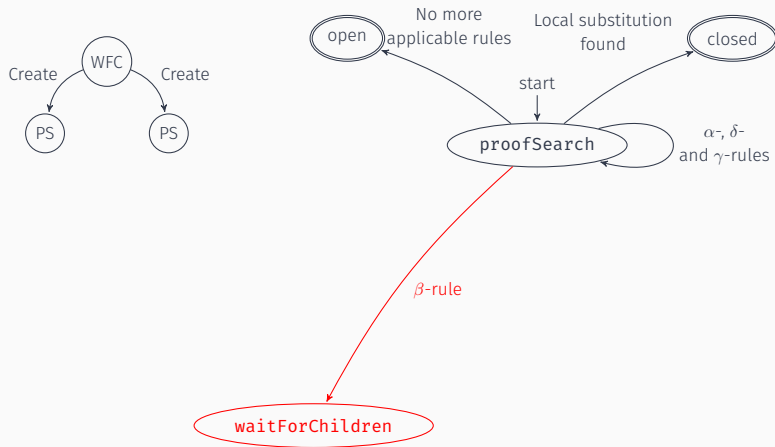 WFC
Create
Create
PS
PS
open
No more
applicable rules
Local substitution
found
closed
start
proofSearch
α-, δ-
and γ-rules
β-rule
waitForChildren